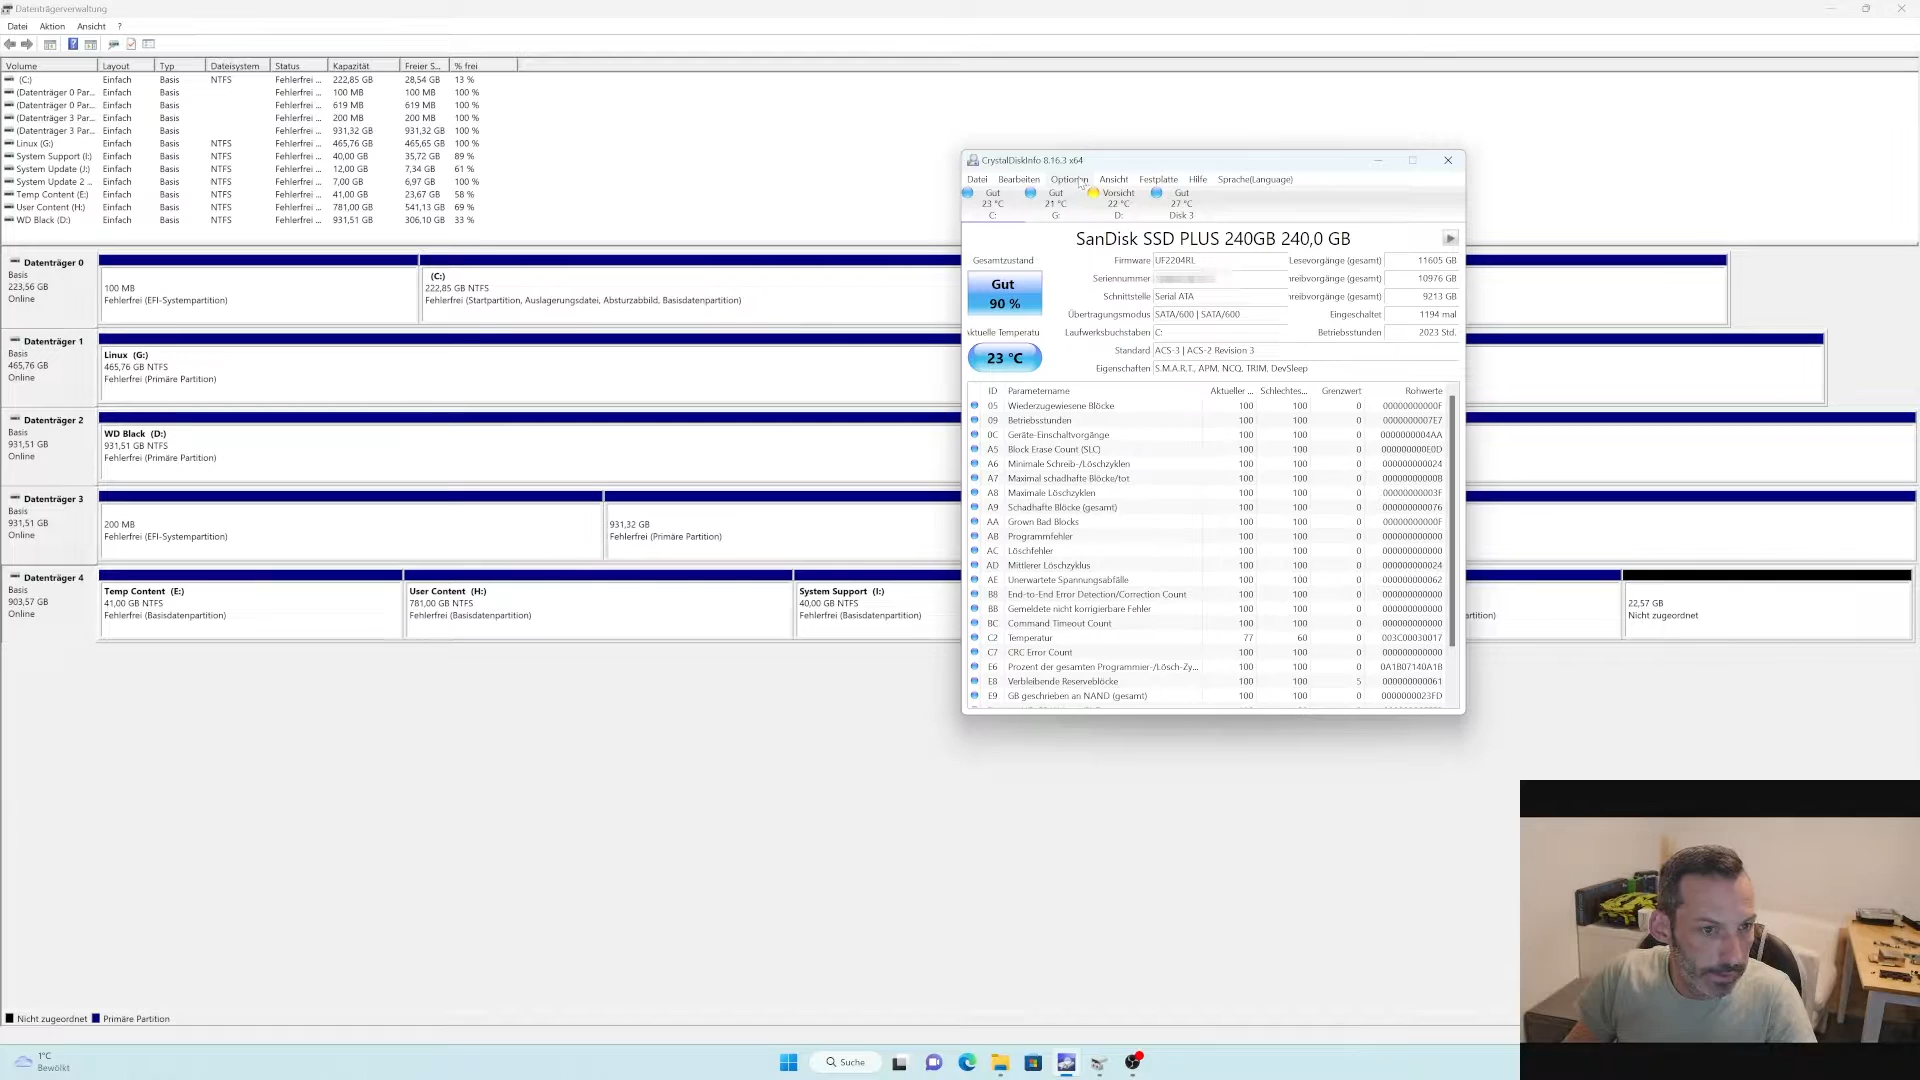 Datenträgerverwaltung
Datei Aktion Ansicht ?
Volume Layout Typ Dateisystem Status Kapazität Freier S... % frei
(C:) Einfach Basis NTFS Fehlerfrei ... 222,85 GB 28,54 GB 13 %
(Datenträger 0 Par... Einfach Basis Fehlerfrei ... 100 MB 100 MB 100 %
(Datenträger 0 Par... Einfach Basis Fehlerfrei ... 619 MB 619 MB 100 %
(Datenträger 3 Par... Einfach Basis Fehlerfrei ... 200 MB 200 MB 100 %
(Datenträger 3 Par... Einfach Basis Fehlerfrei ... 931,32 GB 931,32 GB 100 %
Linux (G:) Einfach Basis NTFS Fehlerfrei ... 465,76 GB 465,65 GB 100 %
System Support (I:) Einfach Basis NTFS Fehlerfrei ... 40,00 GB 35,72 GB 89 %
System Update (J:) Einfach Basis NTFS Fehlerfrei ... 12,00 GB 7,34 GB 61 %
System Update 2 ... Einfach Basis NTFS Fehlerfrei ... 7,00 GB 6,97 GB 100 %
Temp Content (E:) Einfach Basis NTFS Fehlerfrei ... 41,00 GB 23,67 GB 58 %
User Content (H:) Einfach Basis NTFS Fehlerfrei ... 781,00 GB 541,13 GB 69 %
WD Black (D:) Einfach Basis NTFS Fehlerfrei ... 931,51 GB 306,10 GB 33 %
Datenträger 0
Basis
223,56 GB
Online
100 MB
Fehlerfrei (EFI-Systempartition)
(C:)
222,85 GB NTFS
Fehlerfrei (Startpartition, Auslagerungsdatei, Absturzabbild, Basisdatenpartition)
Datenträger 1
Basis
465,76 GB
Online
Linux (G:)
465,76 GB NTFS
Fehlerfrei (Primäre Partition)
Datenträger 2
Basis
931,51 GB
Online
WD Black (D:)
931,51 GB NTFS
Fehlerfrei (Primäre Partition)
Datenträger 3
Basis
931,51 GB
Online
200 MB
Fehlerfrei (EFI-Systempartition)
931,32 GB
Fehlerfrei (Primäre Partition)
Datenträger 4
Basis
903,57 GB
Online
Temp Content (E:)
41,00 GB NTFS
Fehlerfrei (Basisdatenpartition)
User Content (H:)
781,00 GB NTFS
Fehlerfrei (Basisdatenpartition)
System Support (I:)
40,00 GB NTFS
Fehlerfrei (Basisdatenpartition)
artition)
22,57 GB
Nicht zugeordnet
CrystalDiskInfo 8.16.3 x64
Datei Bearbeiten Optionen Ansicht Festplatte Hilfe Sprache(Language)
Gut Gut Vorsicht Gut
23 °C 21 °C 22 °C 27 °C
C: G: D: Disk 3
SanDisk SSD PLUS 240GB 240,0 GB
Gesamtzustand
Gut
90 %
ktuelle Temperatu
23 °C
Firmware UF2204RL Lesevorgänge (gesamt) 11605 GB
Seriennummer hreibvorgänge (gesamt) 10976 GB
Schnittstelle Serial ATA hreibvorgänge (gesamt) 9213 GB
Übertragungsmodus SATA/600 | SATA/600 Eingeschaltet 1194 mal
Laufwerksbuchstaben C: Betriebsstunden 2023 Std.
Standard ACS-3 | ACS-2 Revision 3
Eigenschaften S.M.A.R.T., APM, NCQ, TRIM, DevSleep
ID Parametername Aktueller ... Schlechtes... Grenzwert Rohwerte
05 Wiederzugewiesene Blöcke 100 100 0 00000000000F
09 Betriebsstunden 100 100 0 0000000007E7
0C Geräte-Einschaltvorgänge 100 100 0 0000000004AA
A5 Block Erase Count (SLC) 100 100 0 000000000E0D
A6 Minimale Schreib-/Löschzyklen 100 100 0 000000000024
A7 Maximal schadhafte Blöcke/tot 100 100 0 00000000000B
A8 Maximale Löschzyklen 100 100 0 00000000003F
A9 Schadhafte Blöcke (gesamt) 100 100 0 000000000076
AA Grown Bad Blocks 100 100 0 00000000000F
AB Programmfehler 100 100 0 000000000000
AC Löschfehler 100 100 0 000000000000
AD Mittlerer Löschzyklus 100 100 0 000000000024
AE Unerwartete Spannungsabfälle 100 100 0 000000000062
B8 End-to-End Error Detection/Correction Count 100 100 0 000000000000
BB Gemeldete nicht korrigierbare Fehler 100 100 0 000000000000
BC Command Timeout Count 100 100 0 000000000000
C2 Temperatur 77 60 0 003C00030017
C7 CRC Error Count 100 100 0 000000000000
E6 Prozent der gesamten Programmier-/Lösch-Zy... 100 100 0 0A1B07140A1B
E8 Verbleibende Reserveblöcke 100 100 5 000000000061
E9 GB geschrieben an NAND (gesamt) 100 100 0 0000000023FD
Nicht zugeordnet Primäre Partition
1°C
Bewölkt
Suche